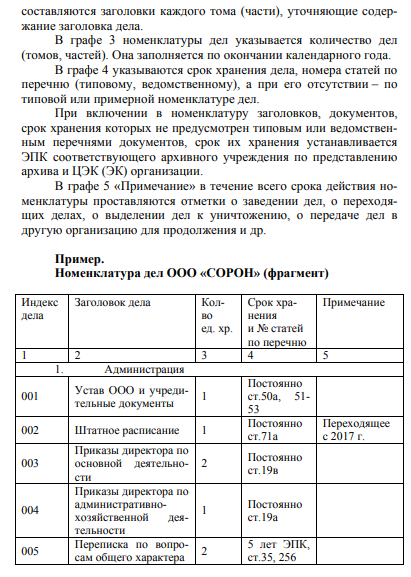 составляются заголовки каждого тома (части), уточняющие содер-
жание заголовка дела.
В графе 3 номенклатуры дел указывается количество дел
(томов, частей). Она заполняется по окончании календарного года.
В графе 4 указываются срок хранения дела, номера статей по
перечню (типовому, ведомственному), а при его отсутствии – по
типовой или примерной номенклатуре дел.
При включении в номенклатуру заголовков, документов,
срок хранения которых не предусмотрен типовым или ведомствен-
ным перечнями документов, срок их хранения устанавливается
ЭПК соответствующего архивного учреждения по представлению
архива и ЦЭК (ЭК) организации.
В графе 5 «Примечание» в течение всего срока действия но-
менклатуры проставляются отметки о заведении дел, о переходя-
щих делах, о выделении дел к уничтожению, о передаче дел в
другую организацию для продолжения и др.
Пример.
Номенклатура дел ООО «СОРОН» (фрагмент)
Индекс дела | Заголовок дела | Кол-во ед. хр. | Срок хра-нения и № статей по перечню | Примечание
1 | 2 | 3 | 4 | 5
1. Администрация
001 | Устав ООО и учреди-тельные документы | 1 | Постоянно ст.50а, 51-53
002 | Штатное расписание | 1 | Постоянно ст.71а | Переходящее с 2017 г.
003 | Приказы директора по основной деятельно-сти | 2 | Постоянно ст.19в
004 | Приказы директора по административно-хозяйственной дея-тельности | 1 | Постоянно ст.19а
005 | Переписка по вопро-сам общего характера | 2 | 5 лет ЭПК, ст.35, 256